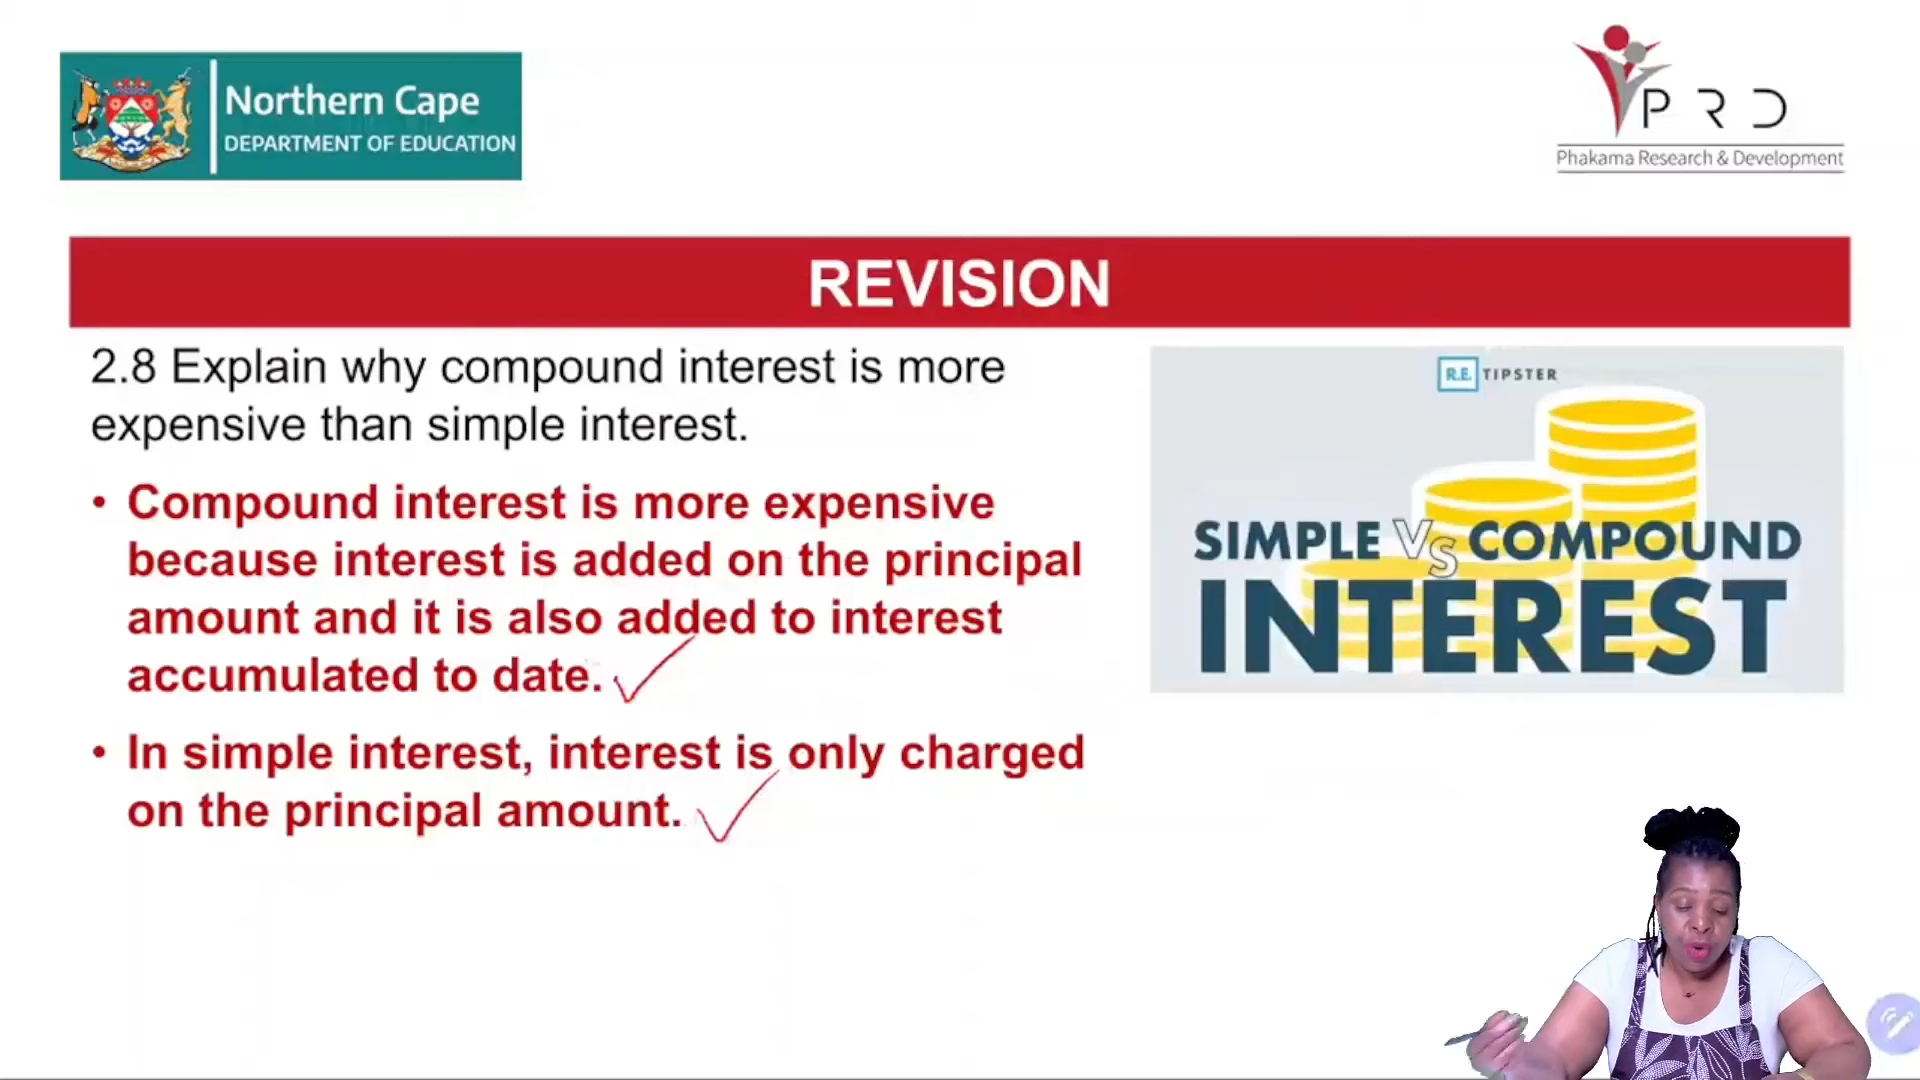 Northern Cape
DEPARTMENT OF EDUCATION
PRD
Phakama Research & Development
REVISION
2.8 Explain why compound interest is more
expensive than simple interest.
• Compound interest is more expensive
because interest is added on the principal
amount and it is also added to interest
accumulated to date.
• In simple interest, interest is only charged
on the principal amount.
R.E. TIPSTER
SIMPLE Vs COMPOUND
INTEREST